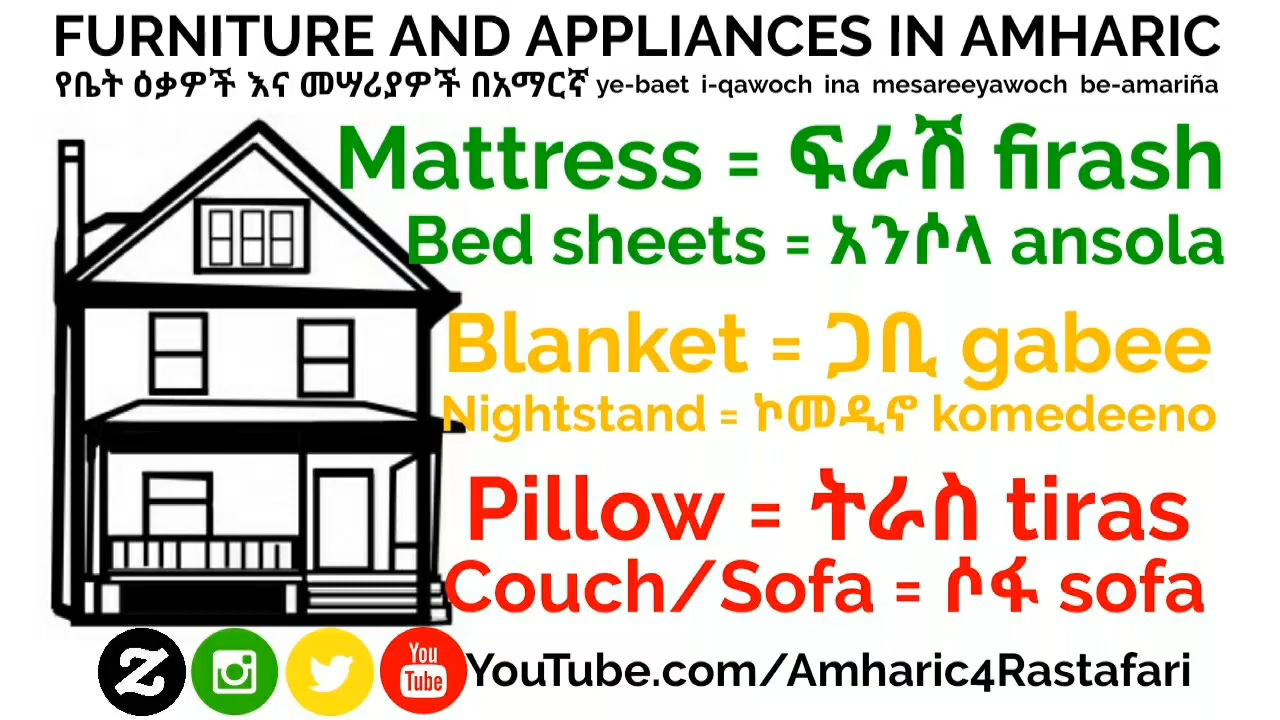 FURNITURE AND APPLIANCES IN AMHARIC
የቤት ዕቃዎች እና መሣሪያዎች በአማርኛ ye-baet i-qawoch ina mesareeyawoch be-amariña
Mattress = ፍራሽ firash
Bed sheets = አንሶላ ansola
Blanket = ጋቢ gabee
Nightstand = ኮመዲኖ komedeeno
Pillow = ትራስ tiras
Couch/Sofa = ሶፋ sofa
Z You Tube YouTube.com/Amharic4Rastafari